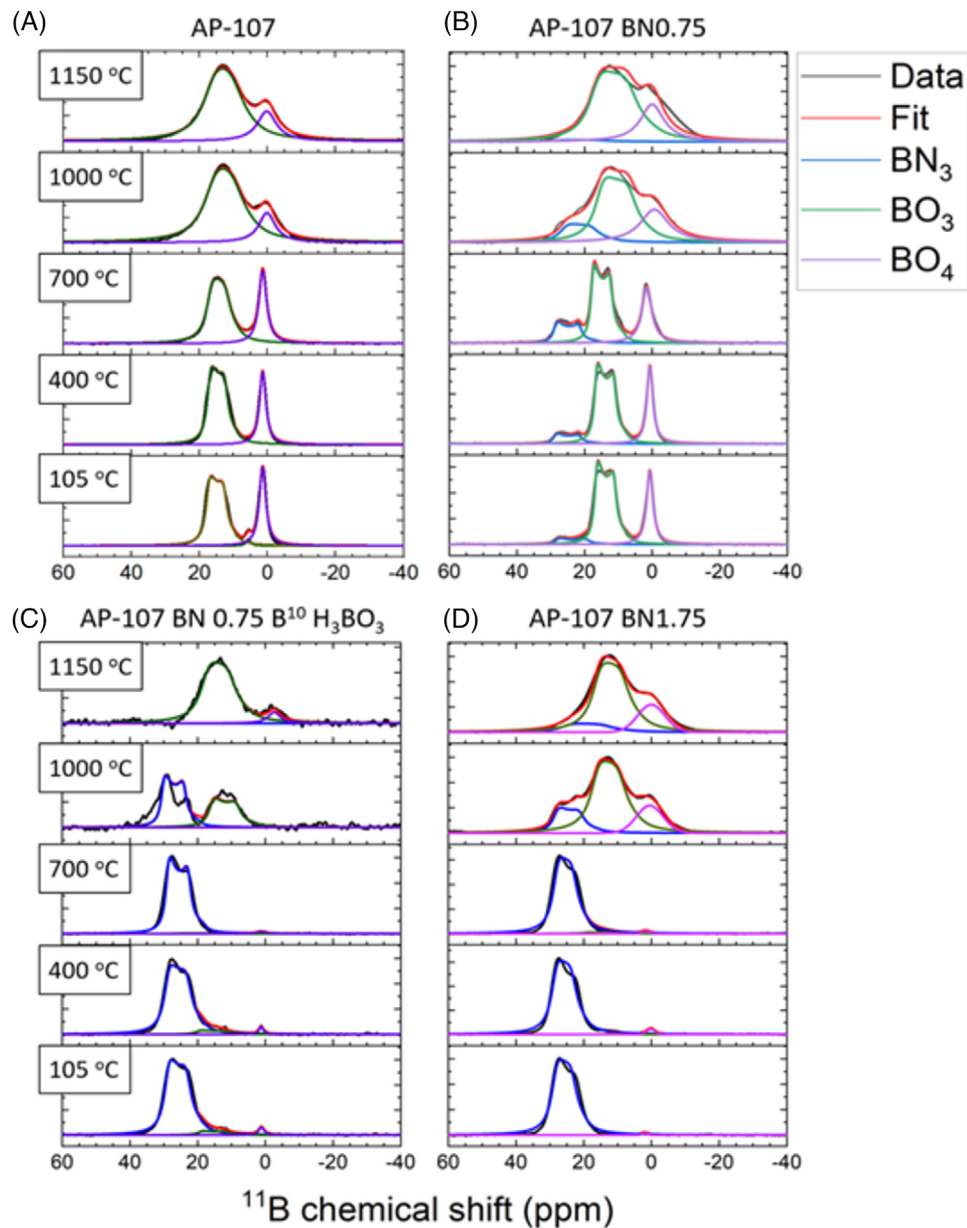 (A) AP-107
1150 °C
1000 °C
700 °C
400 °C
105 °C
60 40 20 0 -20 -40
(B) AP-107 BN0.75
60 40 20 0 -20 -40
Data
Fit
BN₃
BO₃
BO₄
(C) AP-107 BN 0.75 B¹⁰ H₃BO₃
1150 °C
1000 °C
700 °C
400 °C
105 °C
60 40 20 0 -20 -40
(D) AP-107 BN1.75
60 40 20 0 -20 -40
¹¹B chemical shift (ppm)